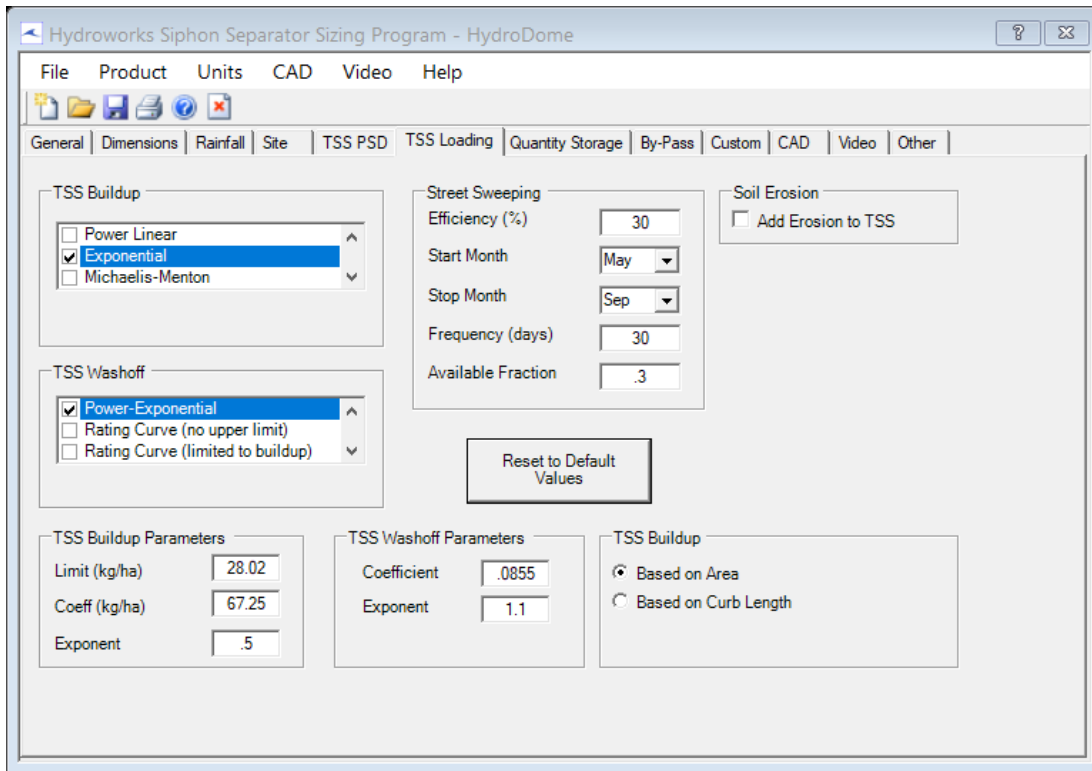 Hydroworks Siphon Separator Sizing Program - HydroDome
File Product Units CAD Video Help
General Dimensions Rainfall Site TSS PSD TSS Loading Quantity Storage By-Pass Custom CAD Video Other
TSS Buildup
Power Linear
Exponential
Michaelis-Menton
TSS Washoff
Power-Exponential
Rating Curve (no upper limit)
Rating Curve (limited to buildup)
Street Sweeping
Efficiency (%) 30
Start Month May
Stop Month Sep
Frequency (days) 30
Available Fraction .3
Soil Erosion
Add Erosion to TSS
Reset to Default
Values
TSS Buildup Parameters
Limit (kg/ha) 28.02
Coeff (kg/ha) 67.25
Exponent .5
TSS Washoff Parameters
Coefficient .0855
Exponent 1.1
TSS Buildup
Based on Area
Based on Curb Length